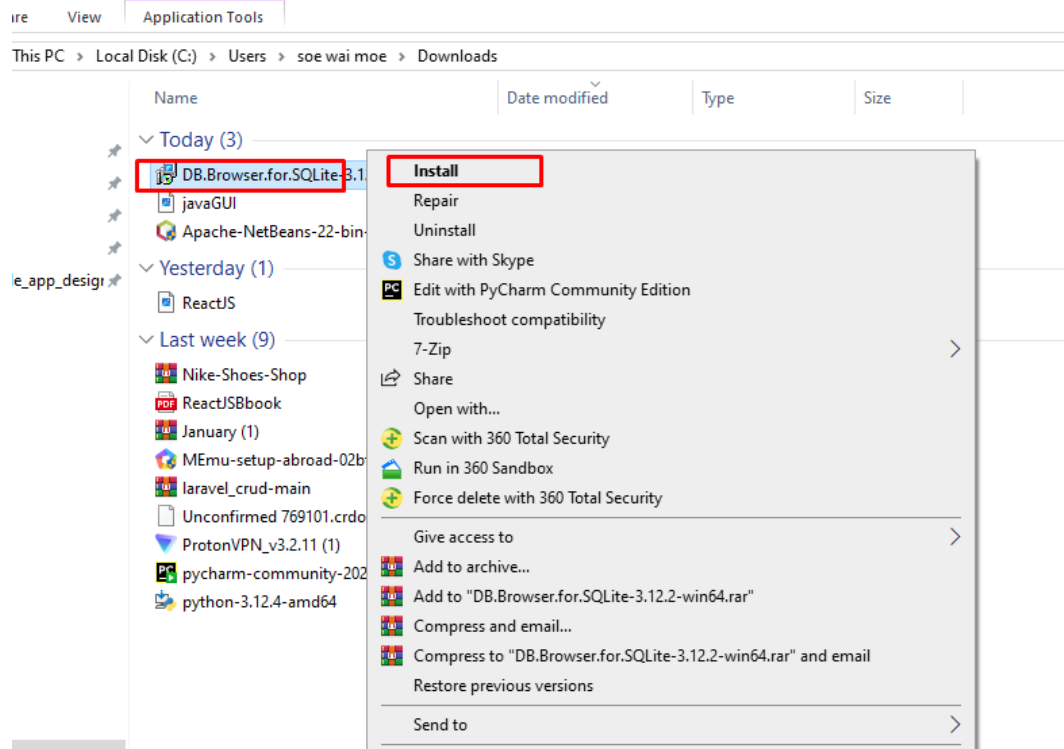 View Application Tools
This PC > Local Disk (C:) > Users > soe wai moe > Downloads
Name Date modified Type Size
Today (3)
DB.Browser.for.SQLite-3.1
javaGUI
Apache-NetBeans-22-bin-
Yesterday (1)
e_app_design
ReactJS
Last week (9)
Nike-Shoes-Shop
ReactJSBbook
January (1)
MEmu-setup-abroad-02b
laravel_crud-main
Unconfirmed 769101.crdo
ProtonVPN_v3.2.11 (1)
pycharm-community-202
python-3.12.4-amd64
Install
Repair
Uninstall
Share with Skype
Edit with PyCharm Community Edition
Troubleshoot compatibility
7-Zip
Share
Open with...
Scan with 360 Total Security
Run in 360 Sandbox
Force delete with 360 Total Security
Give access to
Add to archive...
Add to "DB.Browser.for.SQLite-3.12.2-win64.rar"
Compress and email...
Compress to "DB.Browser.for.SQLite-3.12.2-win64.rar" and email
Restore previous versions
Send to